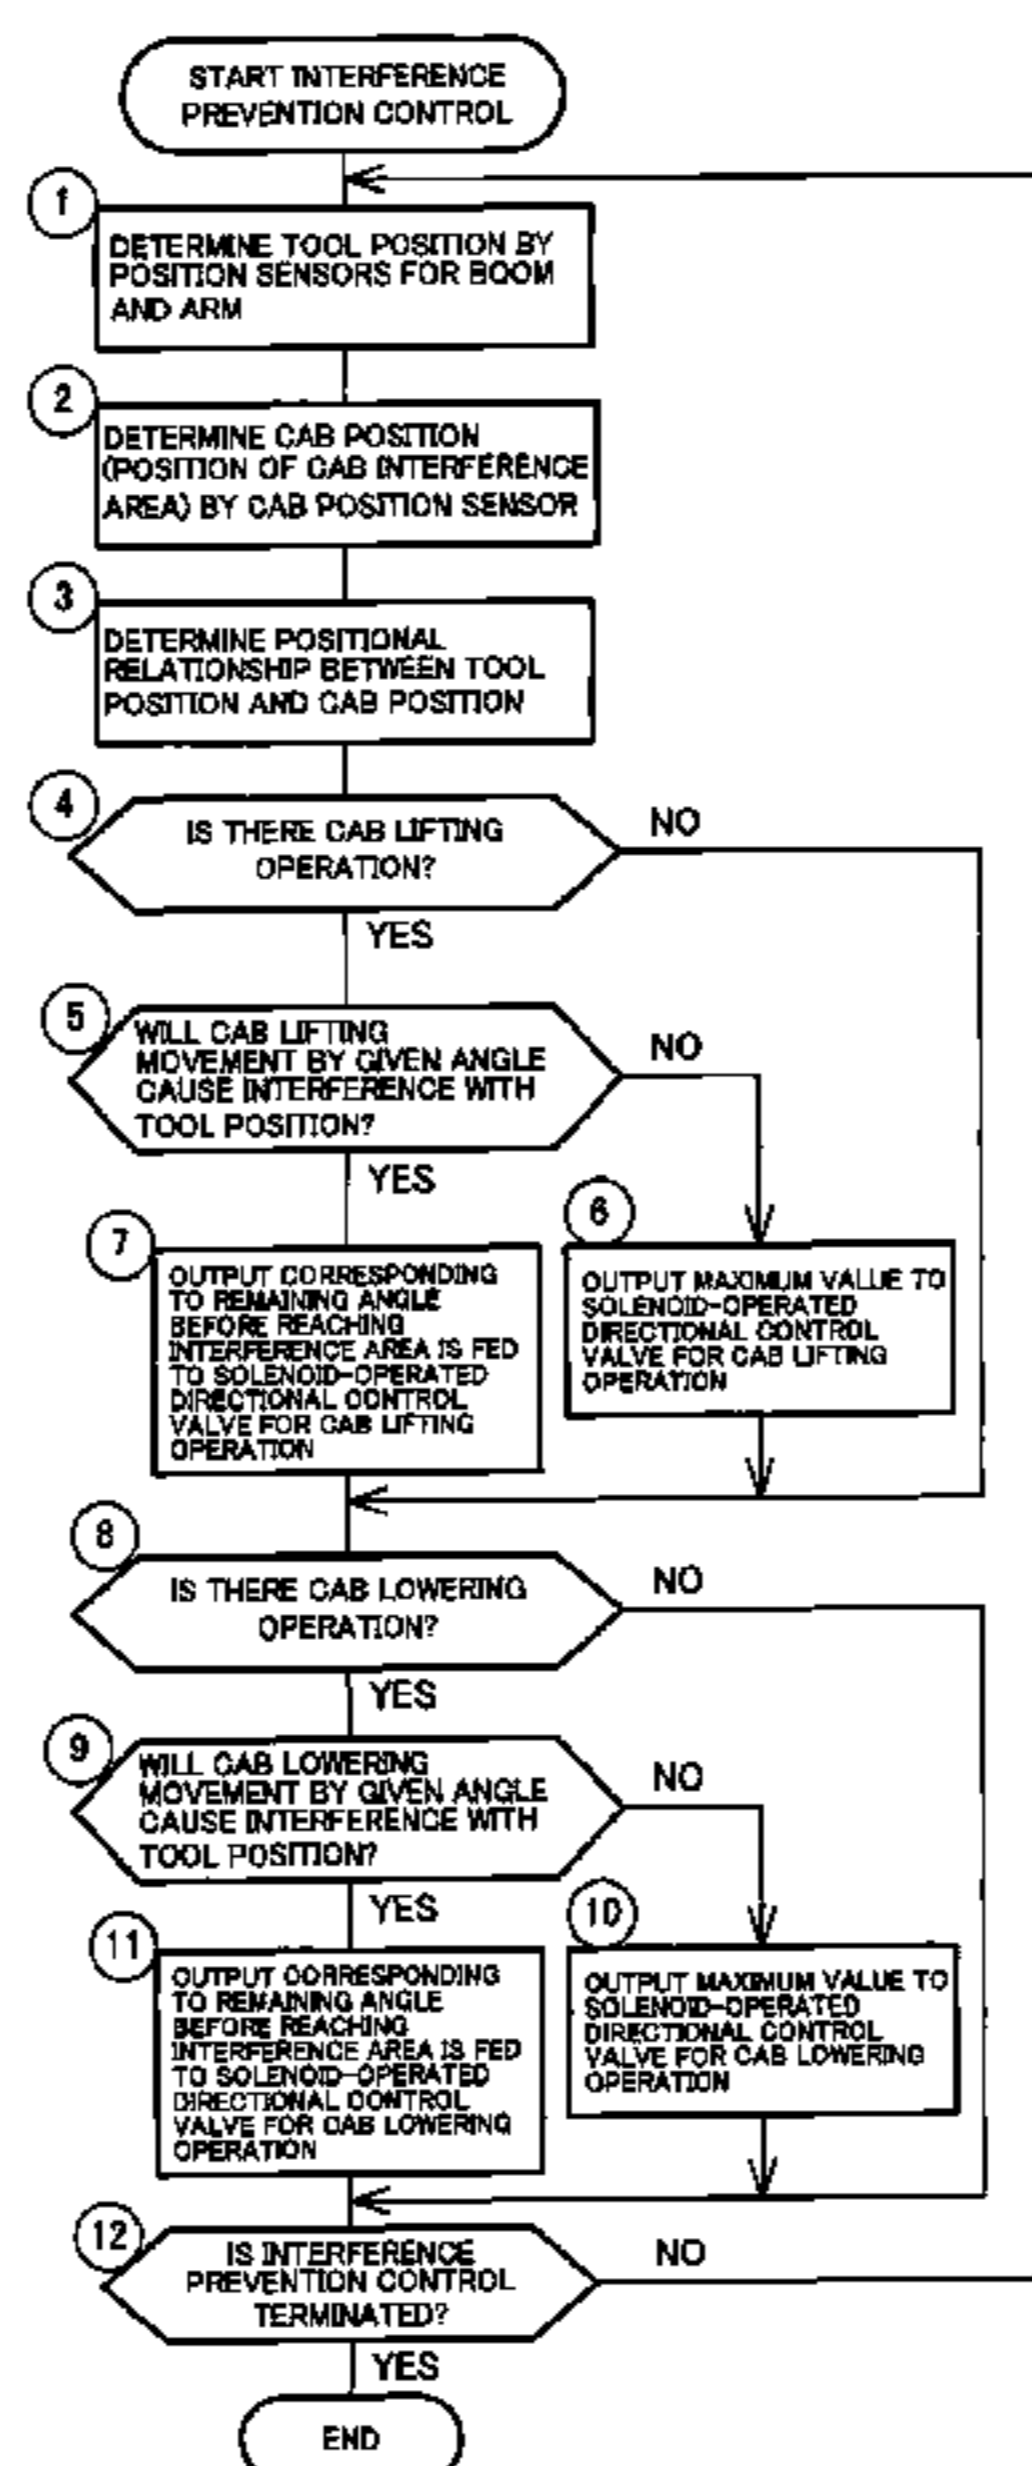 START INTERFERENCE
PREVENTION CONTROL
1
DETERMINE TOOL POSITION BY
POSITION SENSORS FOR BOOM
AND ARM
2
DETERMINE CAB POSITION
(POSITION OF CAB INTERFERENCE
AREA) BY CAB POSITION SENSOR
3
DETERMINE POSITIONAL
RELATIONSHIP BETWEEN TOOL
POSITION AND CAB POSITION
4
IS THERE CAB LIFTING
OPERATION?
NO
YES
5
WILL CAB LIFTING
MOVEMENT BY GIVEN ANGLE
CAUSE INTERFERENCE WITH
TOOL POSITION?
NO
YES
6
OUTPUT MAXIMUM VALUE TO
SOLENOID-OPERATED
DIRECTIONAL CONTROL
VALVE FOR CAB LIFTING
OPERATION
7
OUTPUT CORRESPONDING
TO REMAINING ANGLE
BEFORE REACHING
INTERFERENCE AREA IS FED
TO SOLENOID-OPERATED
DIRECTIONAL CONTROL
VALVE FOR CAB LIFTING
OPERATION
8
IS THERE CAB LOWERING
OPERATION?
NO
YES
9
WILL CAB LOWERING
MOVEMENT BY GIVEN ANGLE
CAUSE INTERFERENCE WITH
TOOL POSITION?
NO
YES
10
OUTPUT MAXIMUM VALUE TO
SOLENOID-OPERATED
DIRECTIONAL CONTROL
VALVE FOR CAB LOWERING
OPERATION
11
OUTPUT CORRESPONDING
TO REMAINING ANGLE
BEFORE REACHING
INTERFERENCE AREA IS FED
TO SOLENOID-OPERATED
DIRECTIONAL CONTROL
VALVE FOR CAB LOWERING
OPERATION
12
IS INTERFERENCE
PREVENTION CONTROL
TERMINATED?
NO
YES
END